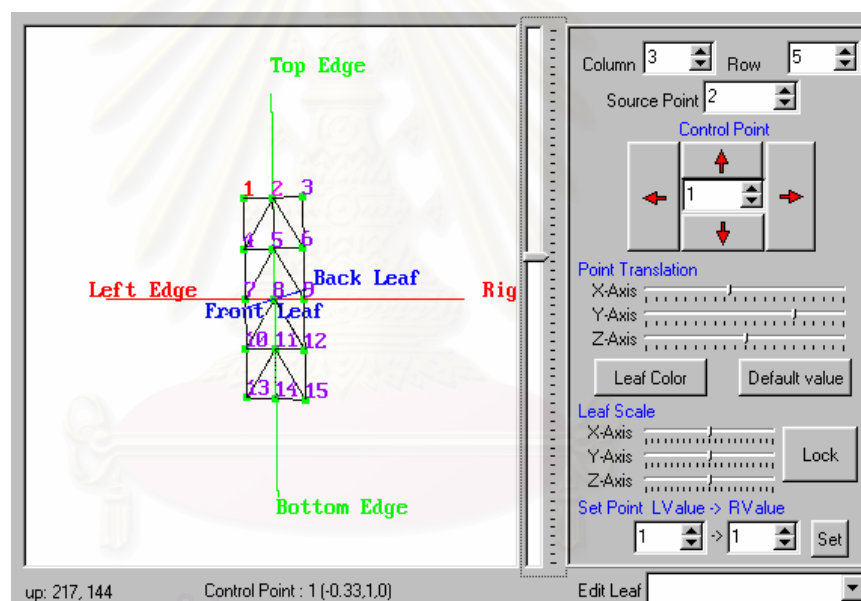 Top Edge
1 2 3
4 5 6
Back Leaf
Left Edge 7 8 9 Rig
Front Leaf
10 11 12
13 14 15
Bottom Edge
up: 217, 144 Control Point : 1 (-0.33,1,0)
Column 3 Row 5
Source Point 2
Control Point
1
Point Translation
X-Axis
Y-Axis
Z-Axis
Leaf Color Default value
Leaf Scale
X-Axis
Y-Axis Lock
Z-Axis
Set Point LValue -> RValue
1 -> 1 Set
Edit Leaf